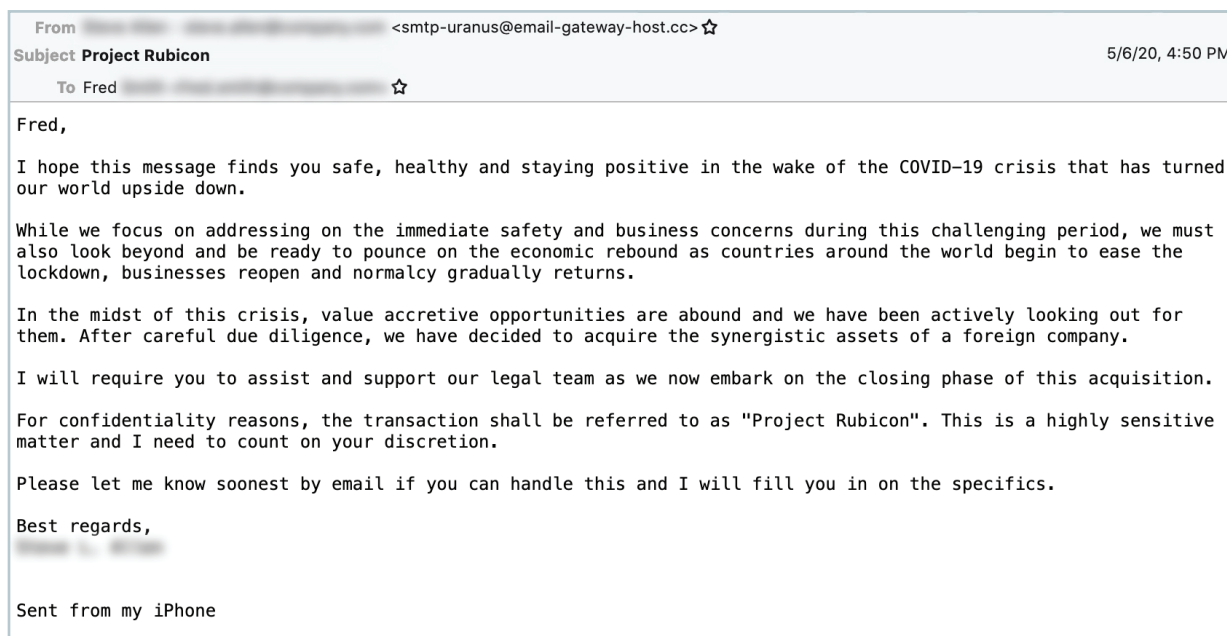 From <smtp-uranus@email-gateway-host.cc>
Subject Project Rubicon 5/6/20, 4:50 PM
To Fred
Fred,
I hope this message finds you safe, healthy and staying positive in the wake of the COVID-19 crisis that has turned
our world upside down.
While we focus on addressing on the immediate safety and business concerns during this challenging period, we must
also look beyond and be ready to pounce on the economic rebound as countries around the world begin to ease the
lockdown, businesses reopen and normalcy gradually returns.
In the midst of this crisis, value accretive opportunities are abound and we have been actively looking out for
them. After careful due diligence, we have decided to acquire the synergistic assets of a foreign company.
I will require you to assist and support our legal team as we now embark on the closing phase of this acquisition.
For confidentiality reasons, the transaction shall be referred to as "Project Rubicon". This is a highly sensitive
matter and I need to count on your discretion.
Please let me know soonest by email if you can handle this and I will fill you in on the specifics.
Best regards,
Sent from my iPhone